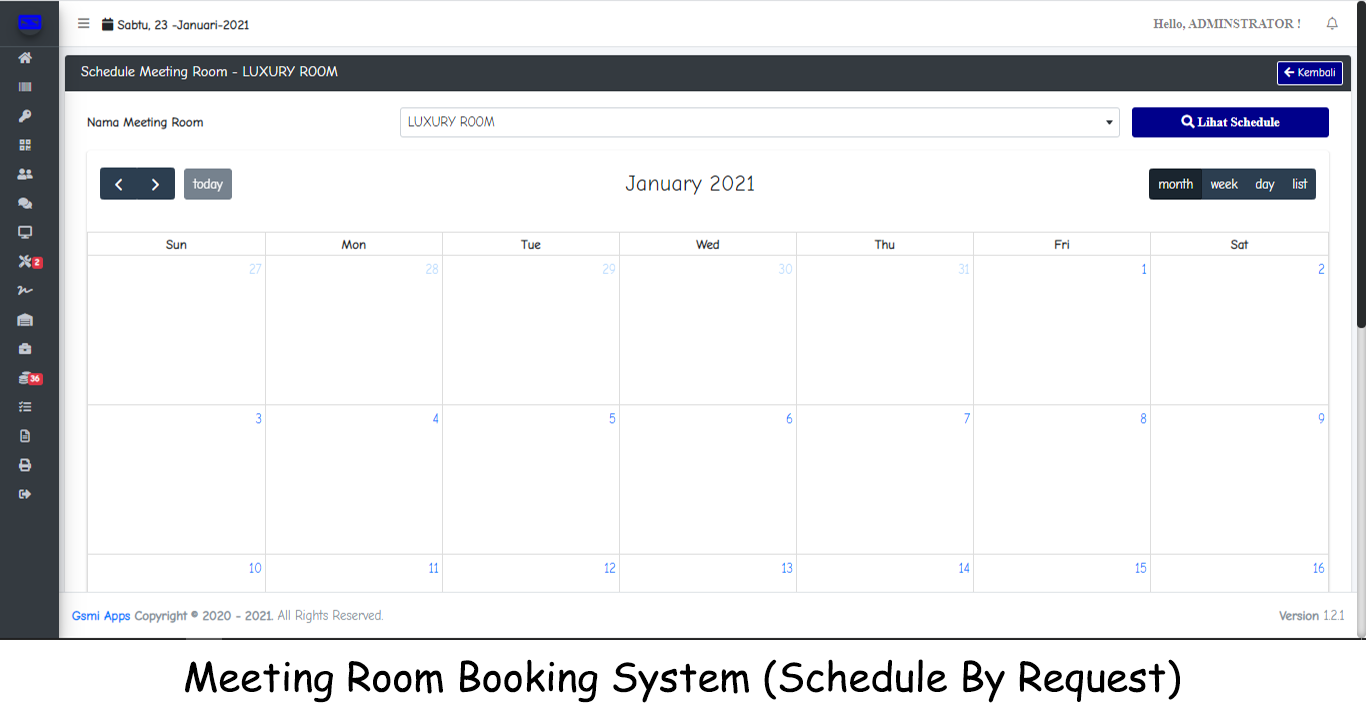 Sabtu, 23 -Januari-2021
Hello, ADMINSTRATOR !
Schedule Meeting Room - LUXURY ROOM
Kembali
Nama Meeting Room
LUXURY ROOM
Lihat Schedule
today
January 2021
month week day list
Sun Mon Tue Wed Thu Fri Sat
27 28 29 30 31 1 2
3 4 5 6 7 8 9
10 11 12 13 14 15 16
2
36
Gsmi Apps Copyright © 2020 - 2021. All Rights Reserved.
Version 1.2.1
Meeting Room Booking System (Schedule By Request)